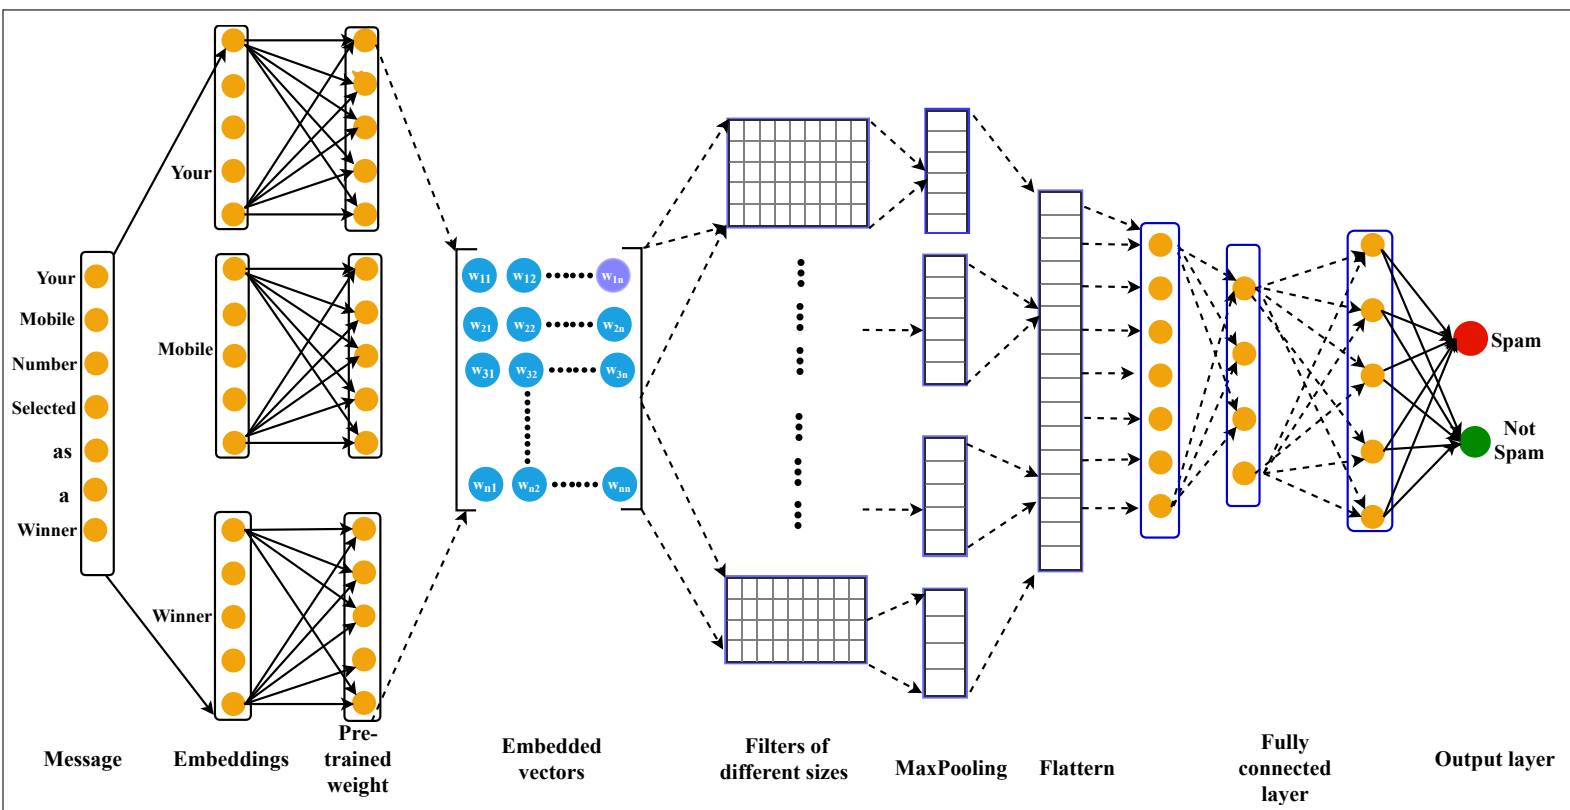 Your
Mobile
Number
Selected
as
a
Winner
Your
Mobile
Winner
w11 w12 w1n
w21 w22 w2n
w31 w32 w3n
wn1 wn2 wnn
Spam
Not
Spam
Message
Embeddings
Pre-
trained
weight
Embedded
vectors
Filters of
different sizes
MaxPooling
Flattern
Fully
connected
layer
Output layer